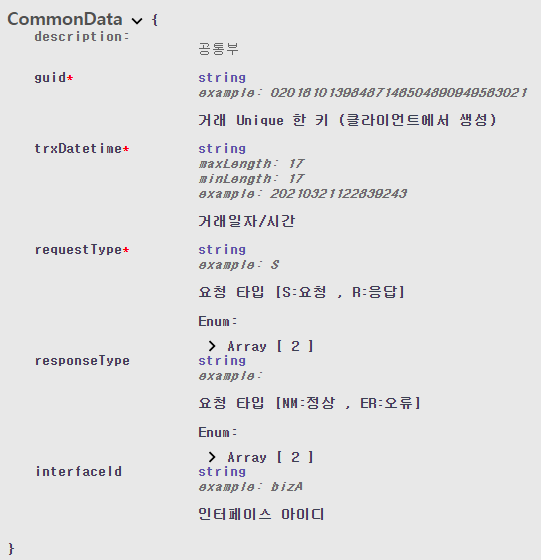 CommonData {
description:
공통부
guid*
string
example: 02018101398487148504890949583021
거래 Unique 한 키 (클라이언트에서 생성)
trxDatetime*
string
maxLength: 17
minLength: 17
example: 20210321122839243
거래일자/시간
requestType*
string
example: S
요청 타입 [S:요청 , R:응답]
Enum:
Array [ 2 ]
responseType
string
example:
요청 타입 [NM:정상 , ER:오류]
Enum:
Array [ 2 ]
interfaceId
string
example: bizA
인터페이스 아이디
}